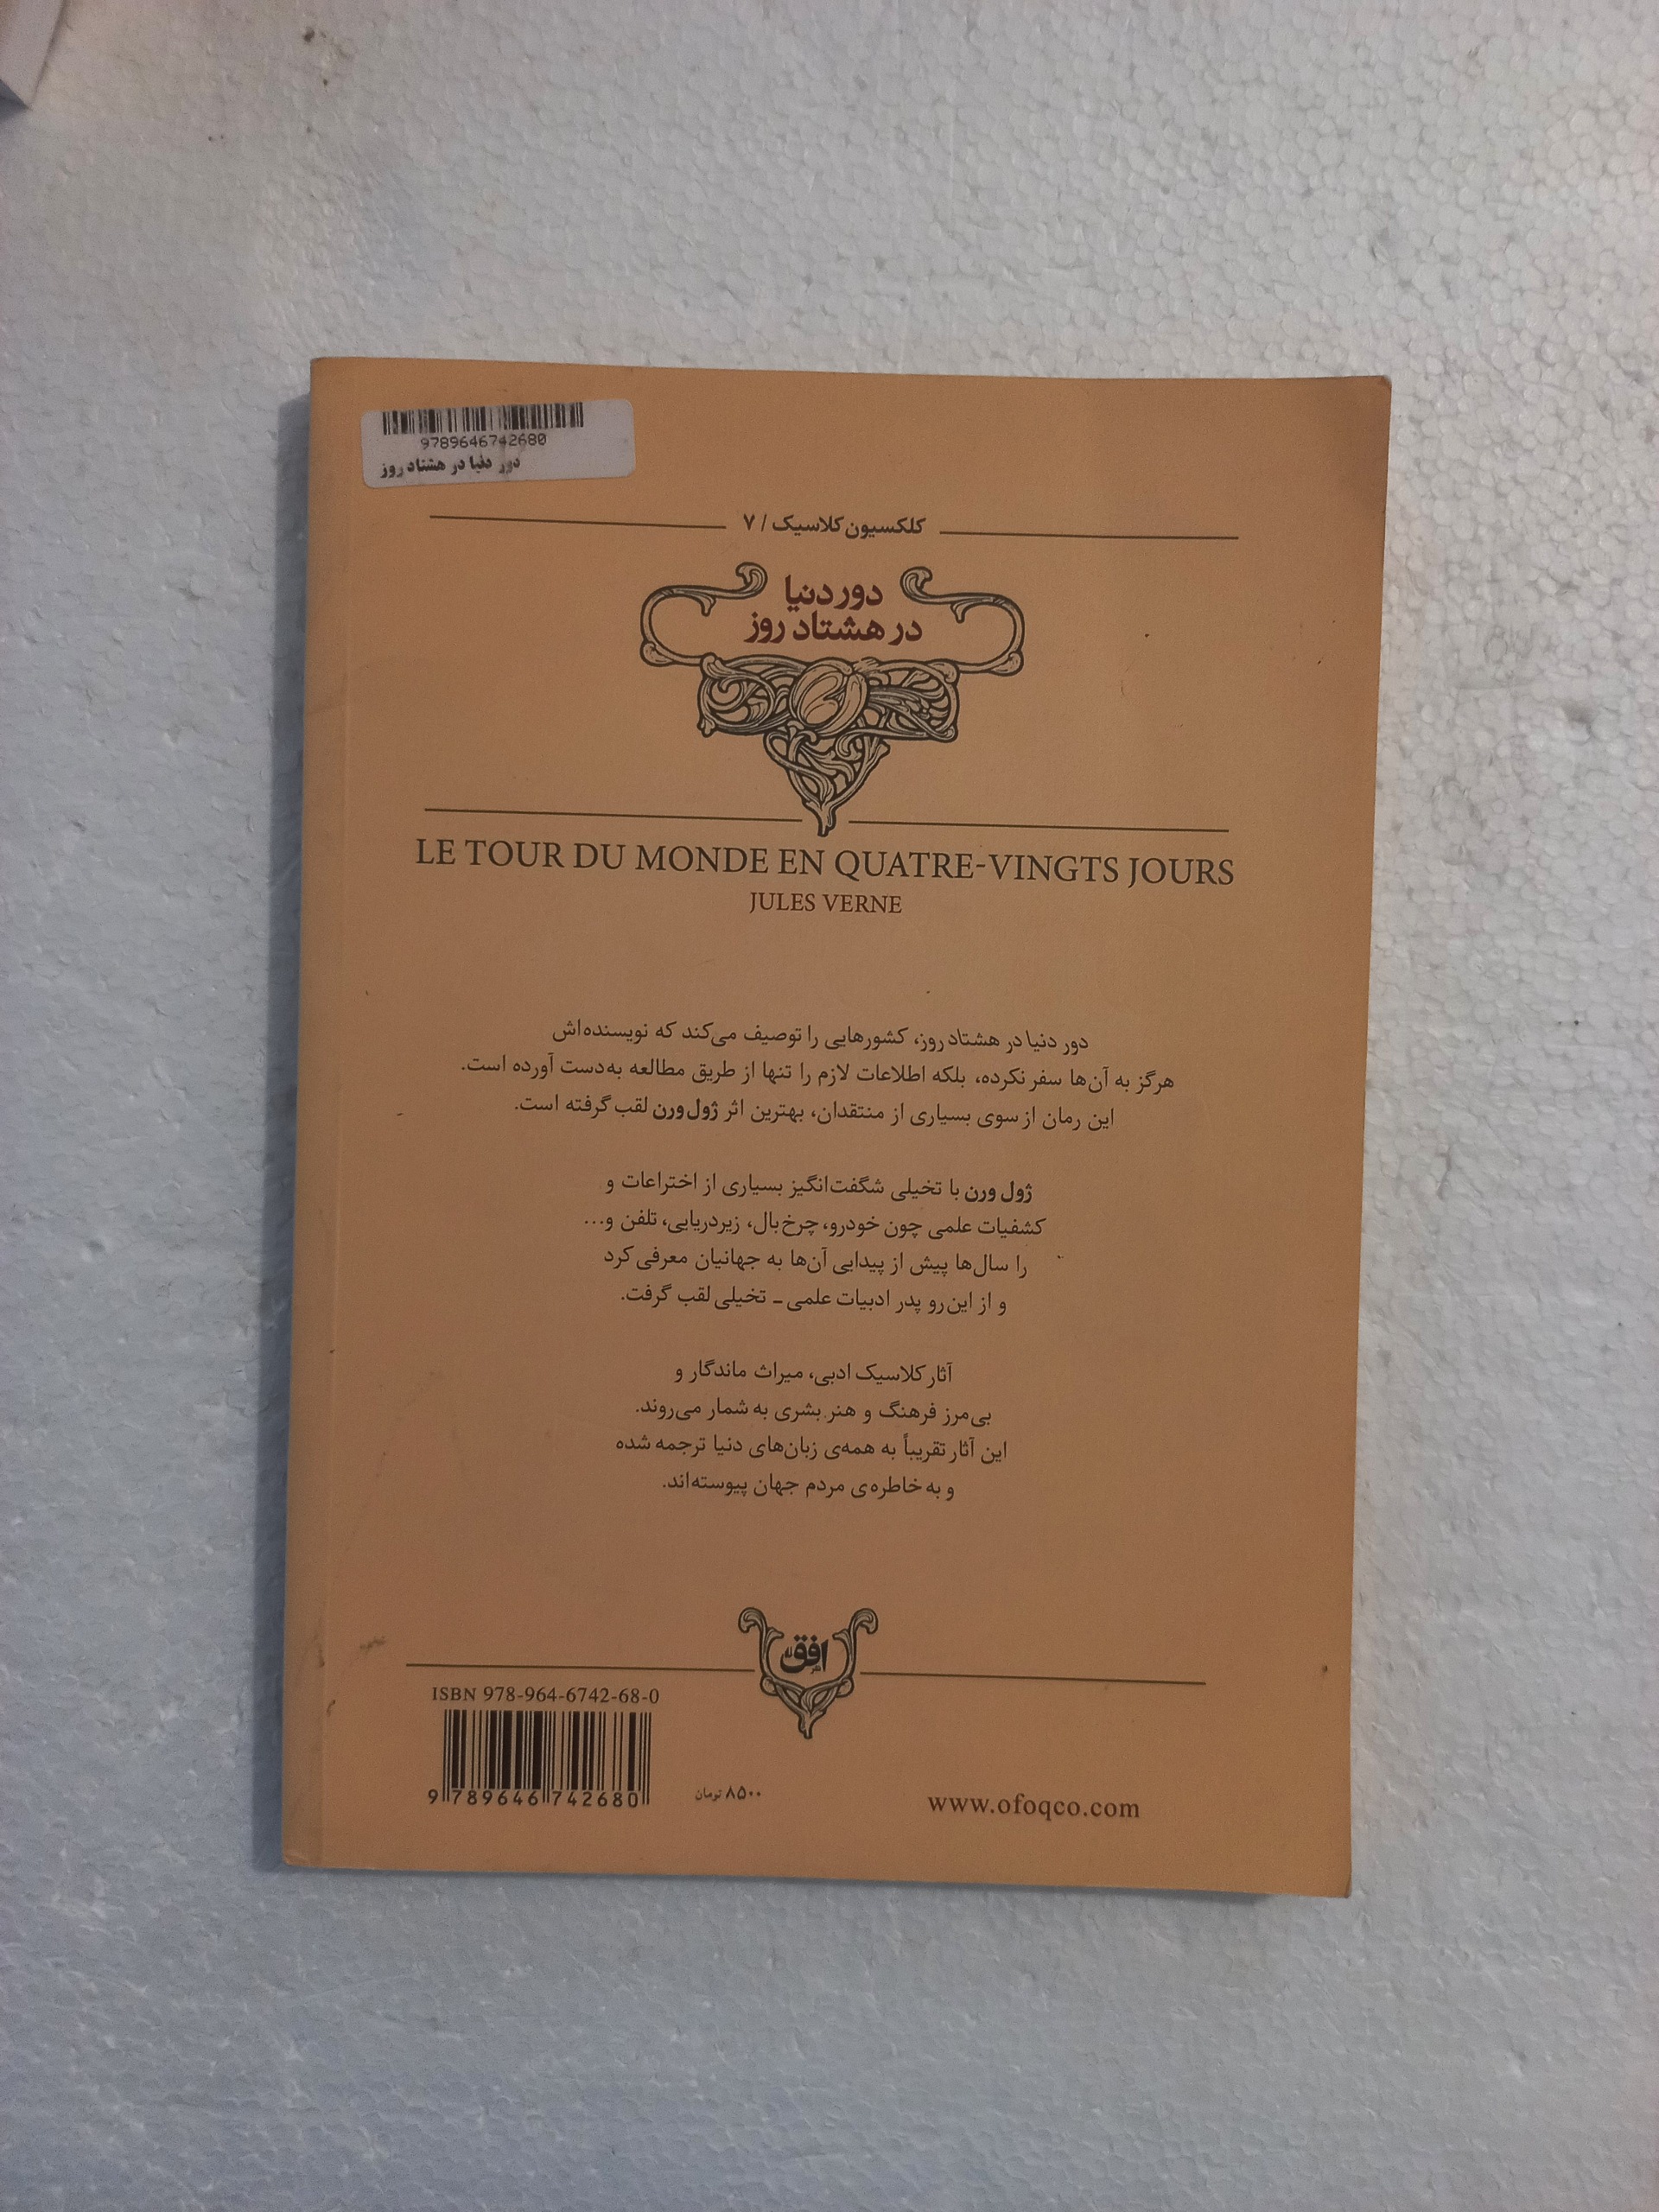 9789646742680
دور دنیا در هشتاد روز
کلکسیون کلاسیک / ۷
دور دنیا
در هشتاد روز
LE TOUR DU MONDE EN QUATRE-VINGTS JOURS
JULES VERNE
دور دنیا در هشتاد روز، کشورهایی را توصیف می‌کند که نویسنده‌اش
هرگز به آن‌ها سفر نکرده، بلکه اطلاعات لازم را تنها از طریق مطالعه به‌دست آورده است.
این رمان از سوی بسیاری از منتقدان، بهترین اثر ژول ورن لقب گرفته است.
ژول ورن با تخیلی شگفت‌انگیز بسیاری از اختراعات و
کشفیات علمی چون خودرو، چرخ‌بال، زیردریایی، تلفن و...
را سال‌ها پیش از پیدایی آن‌ها به جهانیان معرفی کرد
و از این‌رو پدر ادبیات علمی ـ تخیلی لقب گرفت.
آثار کلاسیک ادبی، میراث ماندگار و
بی‌مرز فرهنگ و هنر بشری به شمار می‌روند.
این آثار تقریباً به همه‌ی زبان‌های دنیا ترجمه شده
و به خاطره‌ی مردم جهان پیوسته‌اند.
افق
ISBN 978-964-6742-68-0
9 789646 742680
۸۵۰۰ تومان
www.ofoqco.com